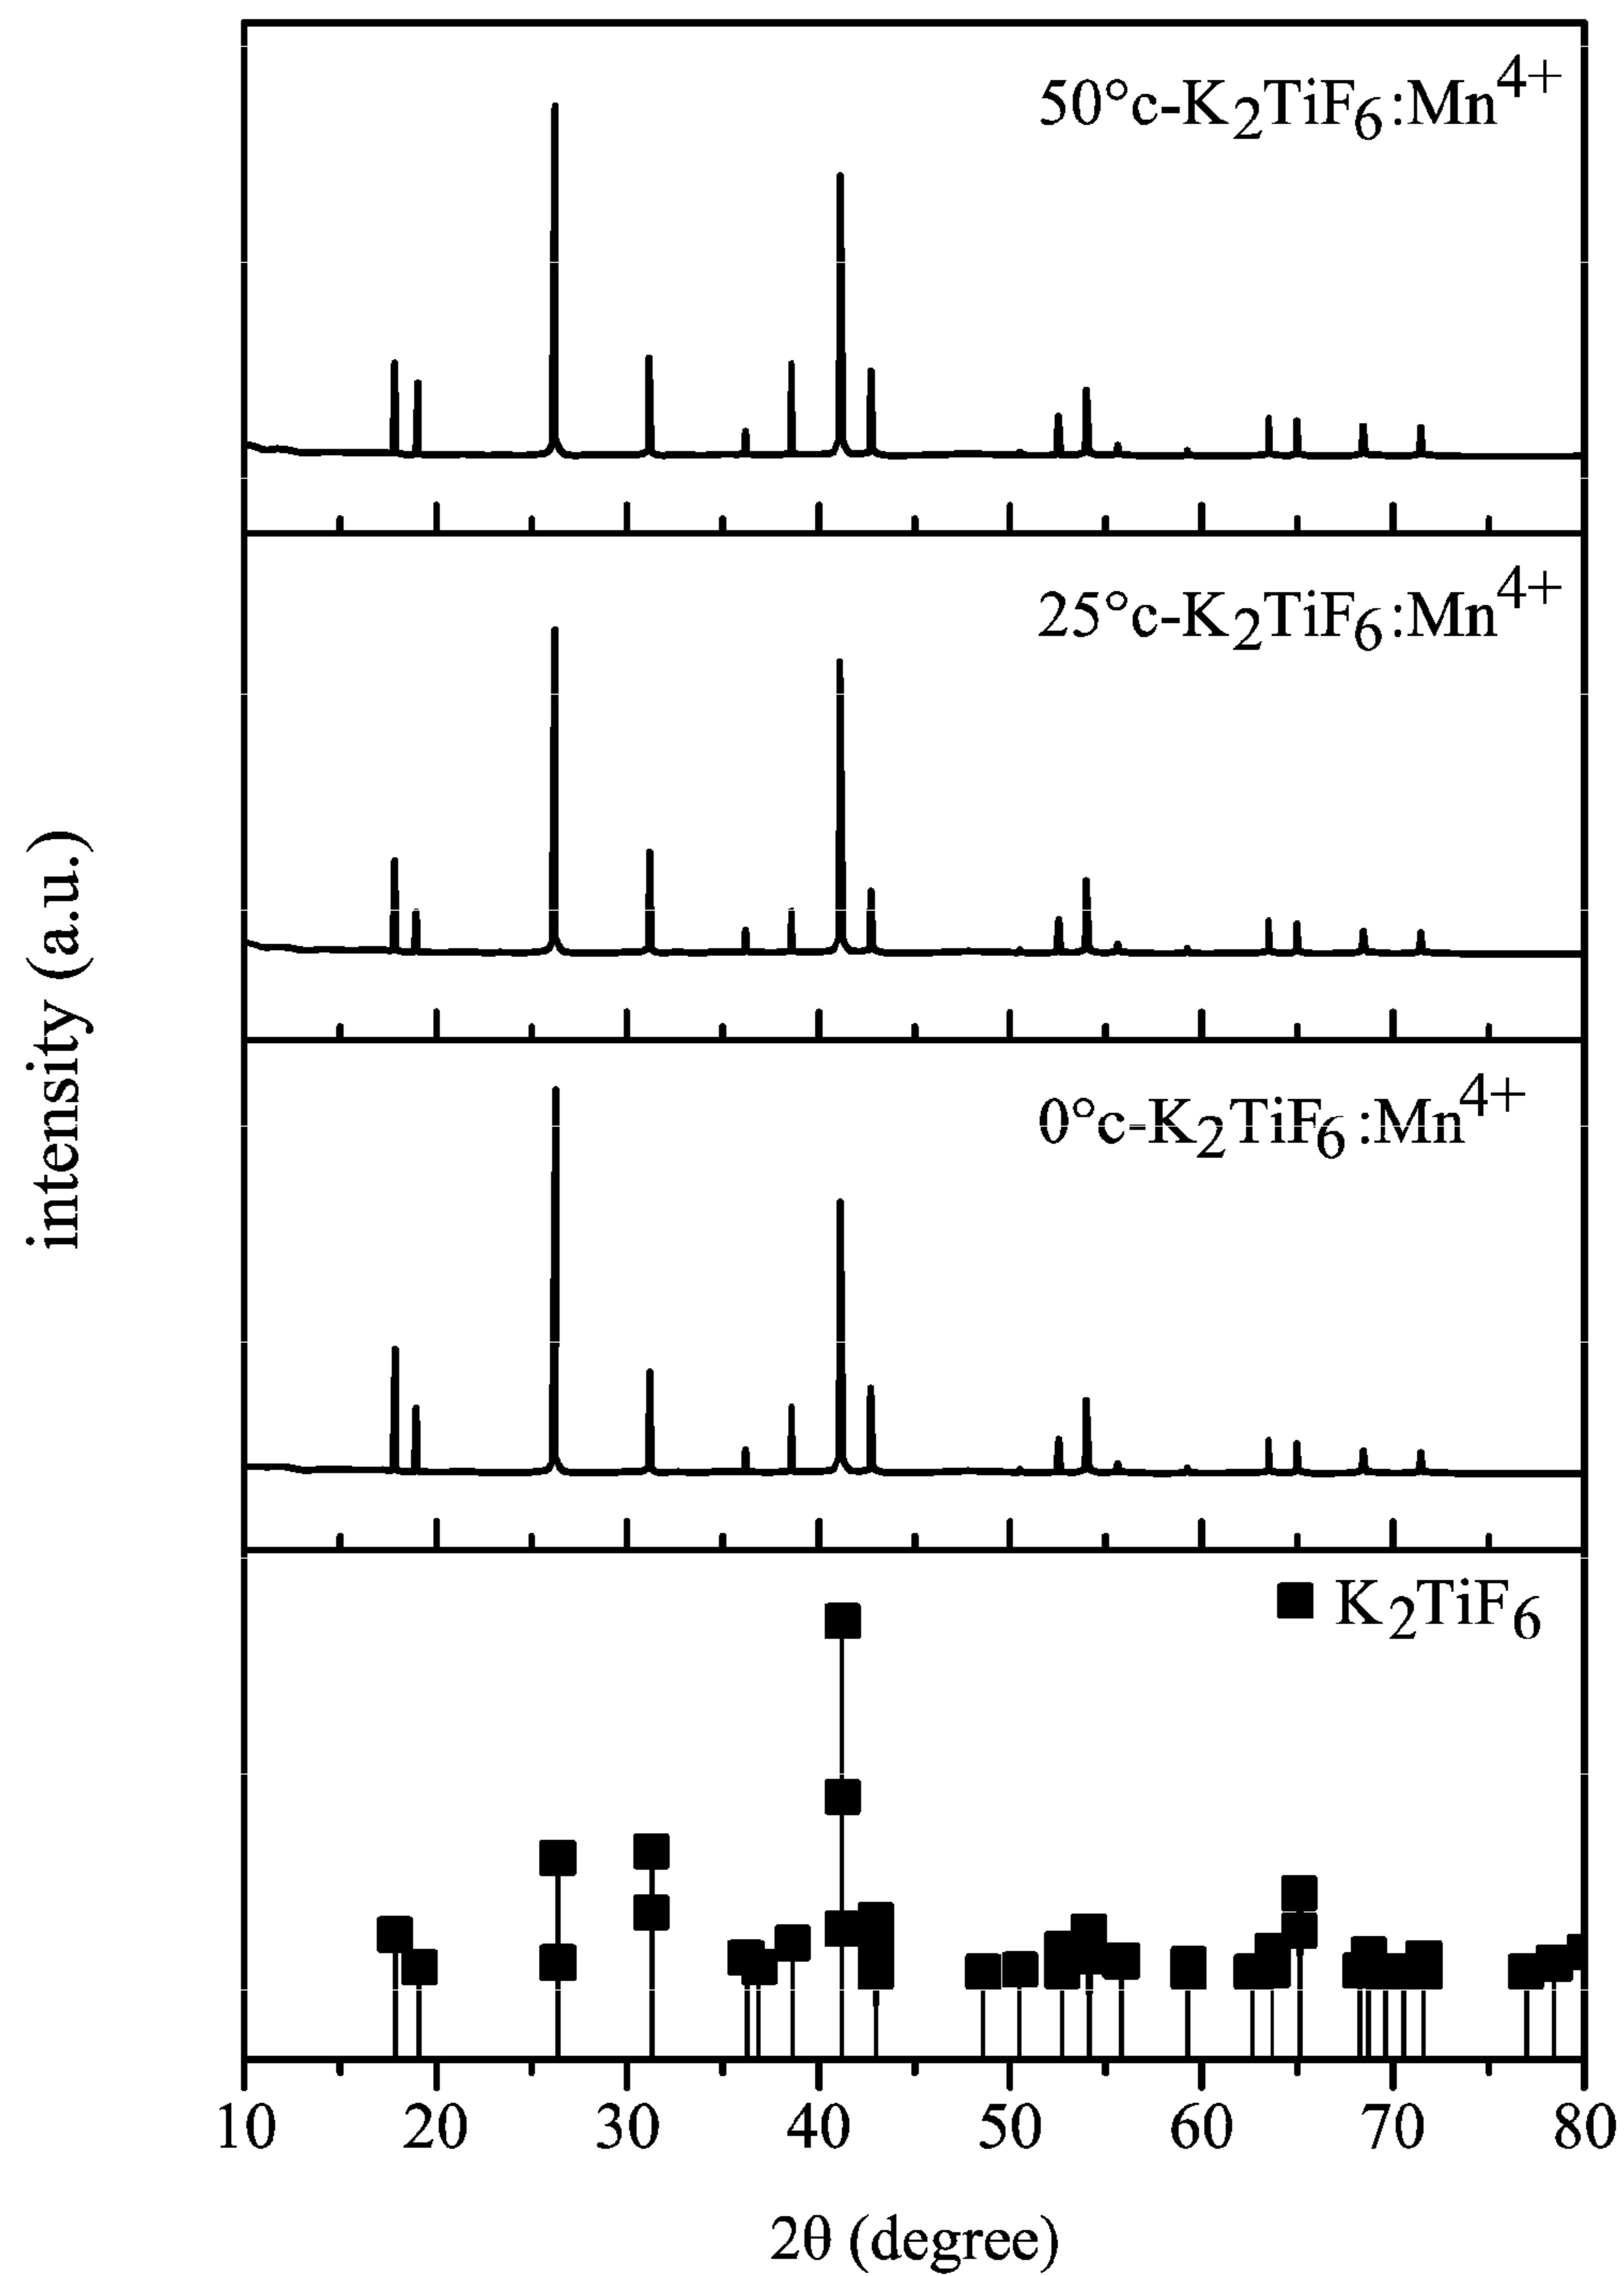 50°c-K₂TiF₆:Mn⁴⁺
25°c-K₂TiF₆:Mn⁴⁺
0°c-K₂TiF₆:Mn⁴⁺
K₂TiF₆
intensity (a.u.)
10 20 30 40 50 60 70 80
2θ (degree)